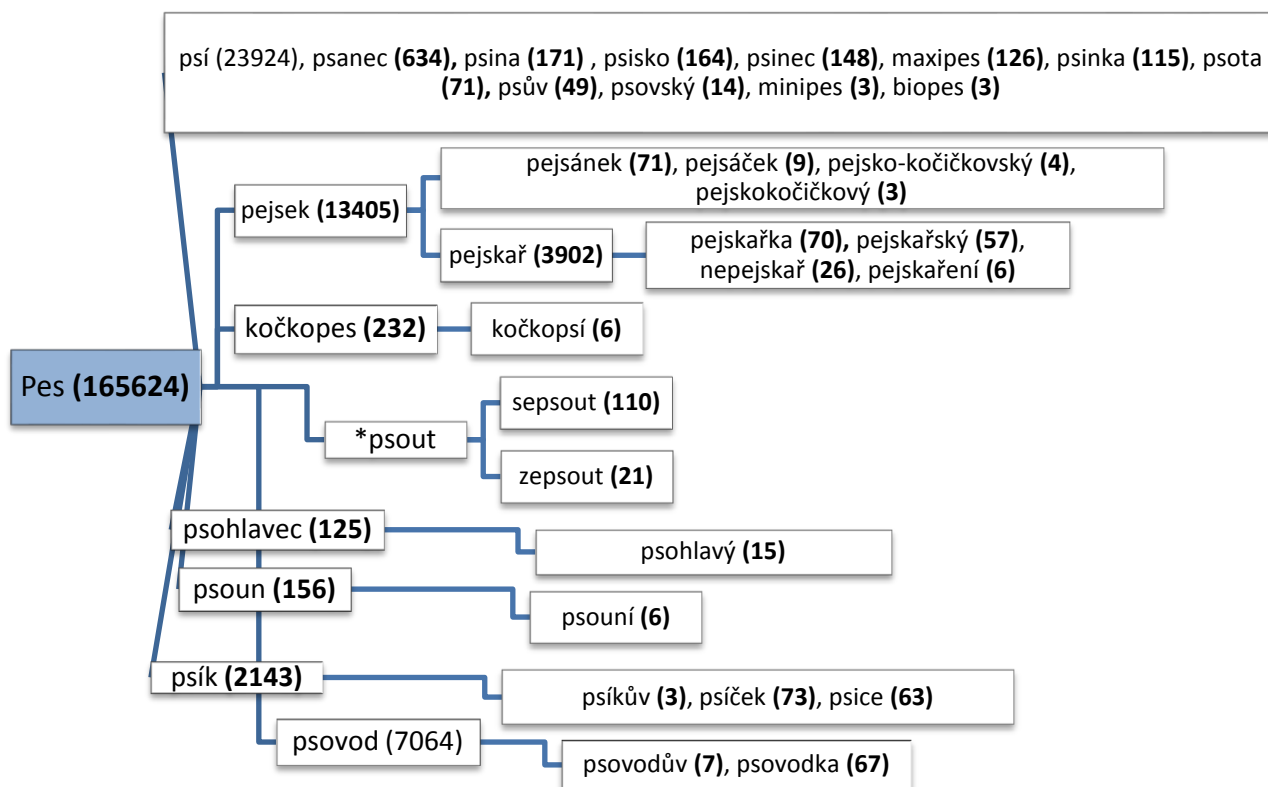 psí (23924), psanec (634), psina (171) , psisko (164), psinec (148), maxipes (126), psinka (115), psota
(71), psův (49), psovský (14), minipes (3), biopes (3)
pejsánek (71), pejsáček (9), pejsko-kočičkovský (4),
pejskokočičkový (3)
pejsek (13405)
pejskař (3902)
pejskařka (70), pejskařský (57),
nepejskař (26), pejskaření (6)
kočkopes (232)
kočkopsí (6)
Pes (165624)
*psout
sepsout (110)
zepsout (21)
psohlavec (125)
psohlavý (15)
psoun (156)
psouní (6)
psík (2143)
psíkův (3), psíček (73), psice (63)
psovod (7064)
psovodův (7), psovodka (67)